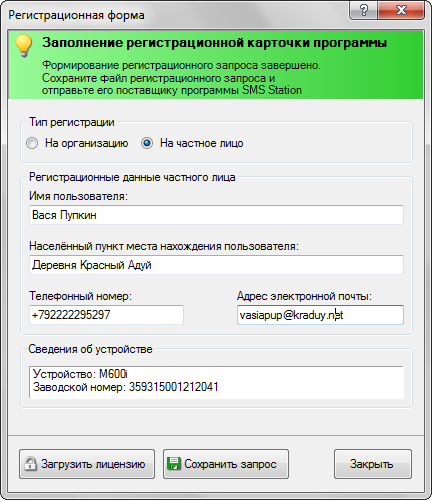 Регистрационная форма
?
Заполнение регистрационной карточки программы
Формирование регистрационного запроса завершено.
Сохраните файл регистрационного запроса и
отправьте его поставщику программы SMS Station
Тип регистрации
На организацию На частное лицо
Регистрационные данные частного лица
Имя пользователя:
Вася Пупкин
Населённый пункт места нахождения пользователя:
Деревня Красный Адуй
Телефонный номер: Адрес электронной почты:
+792222295297 vasiapup@kraduy.net
Сведения об устройстве
Устройство: M600i
Заводской номер: 359315001212041
Загрузить лицензию Сохранить запрос Закрыть